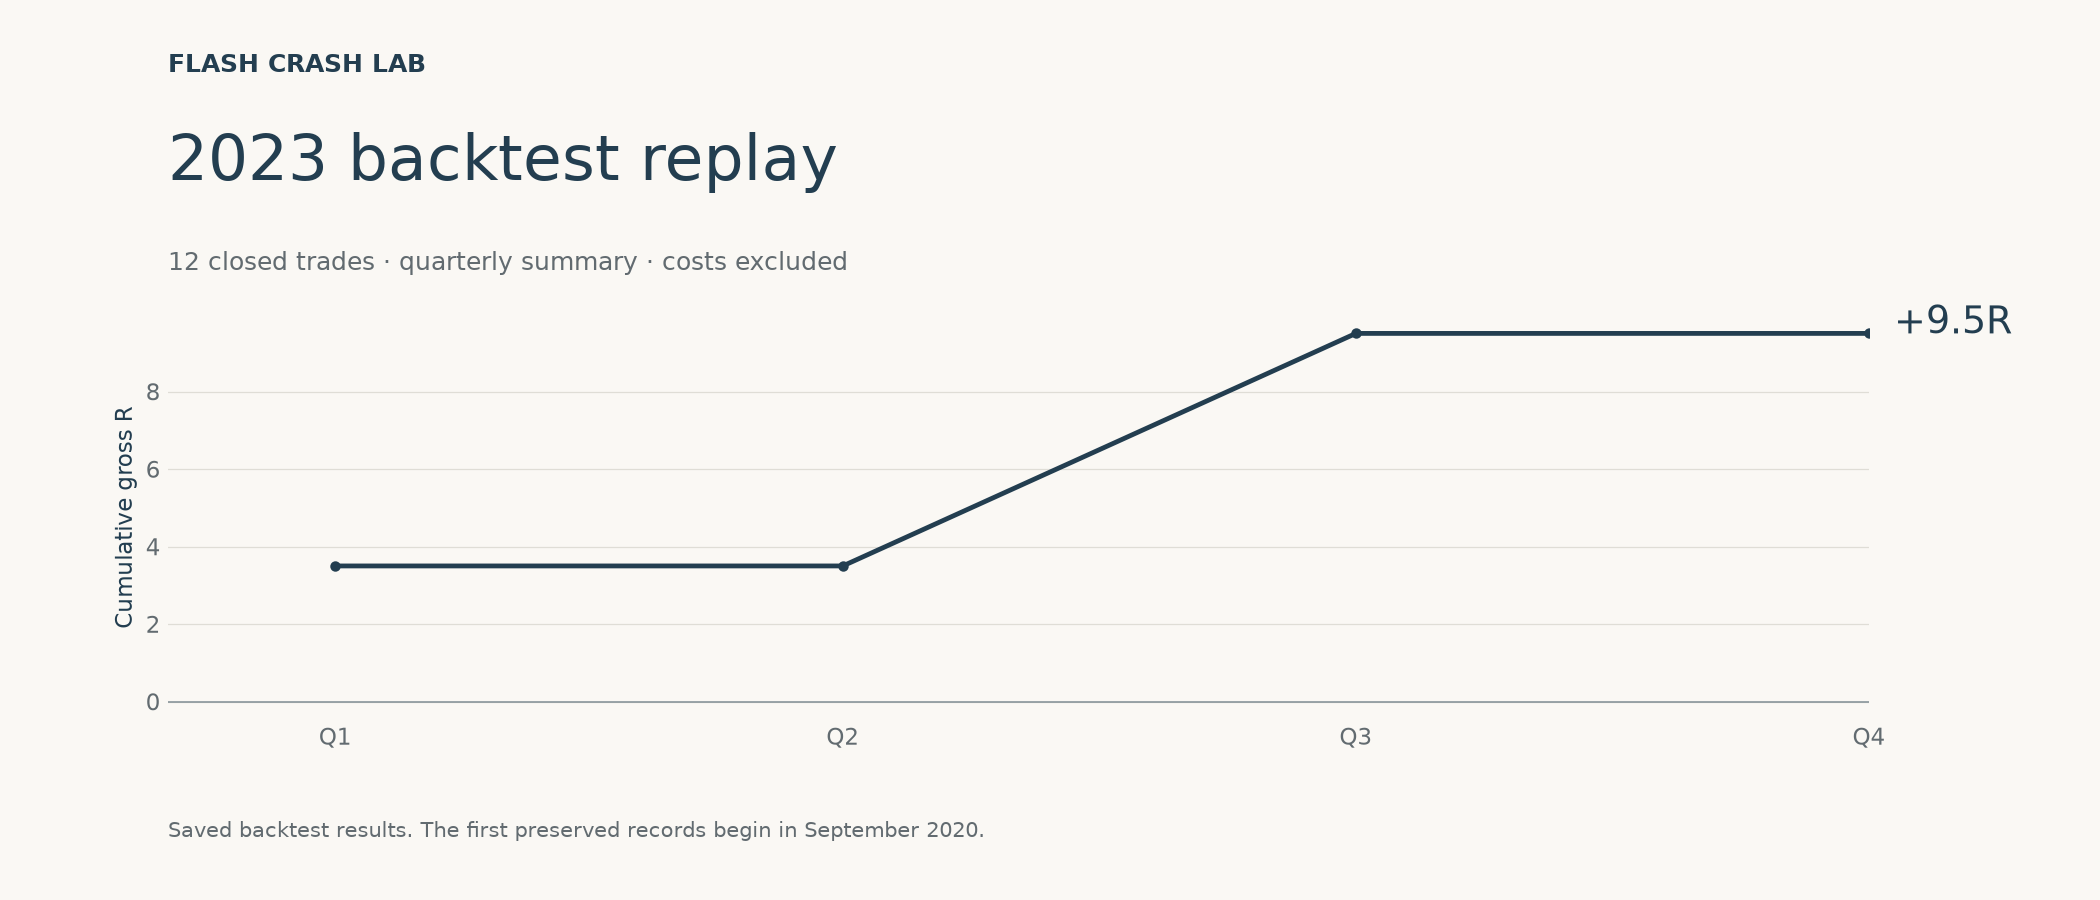 FLASH CRASH LAB
2023 backtest replay
12 closed trades · quarterly summary · costs excluded
+9.5R
Cumulative gross R
8
6
4
2
0
Q1 Q2 Q3 Q4
Saved backtest results. The first preserved records begin in September 2020.